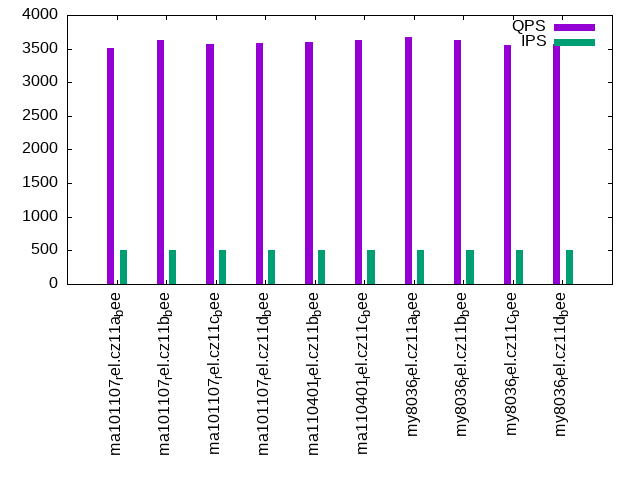 4000
3500
3000
2500
2000
1500
1000
500
0
QPS
IPS
ma101107rel.cz11abee
ma101107rel.cz11bbee
ma101107rel.cz11cbee
ma101107rel.cz11dbee
ma110401rel.cz11bbee
ma110401rel.cz11cbee
my8036rel.cz11abee
my8036rel.cz11bbee
my8036rel.cz11cbee
my8036rel.cz11dbee